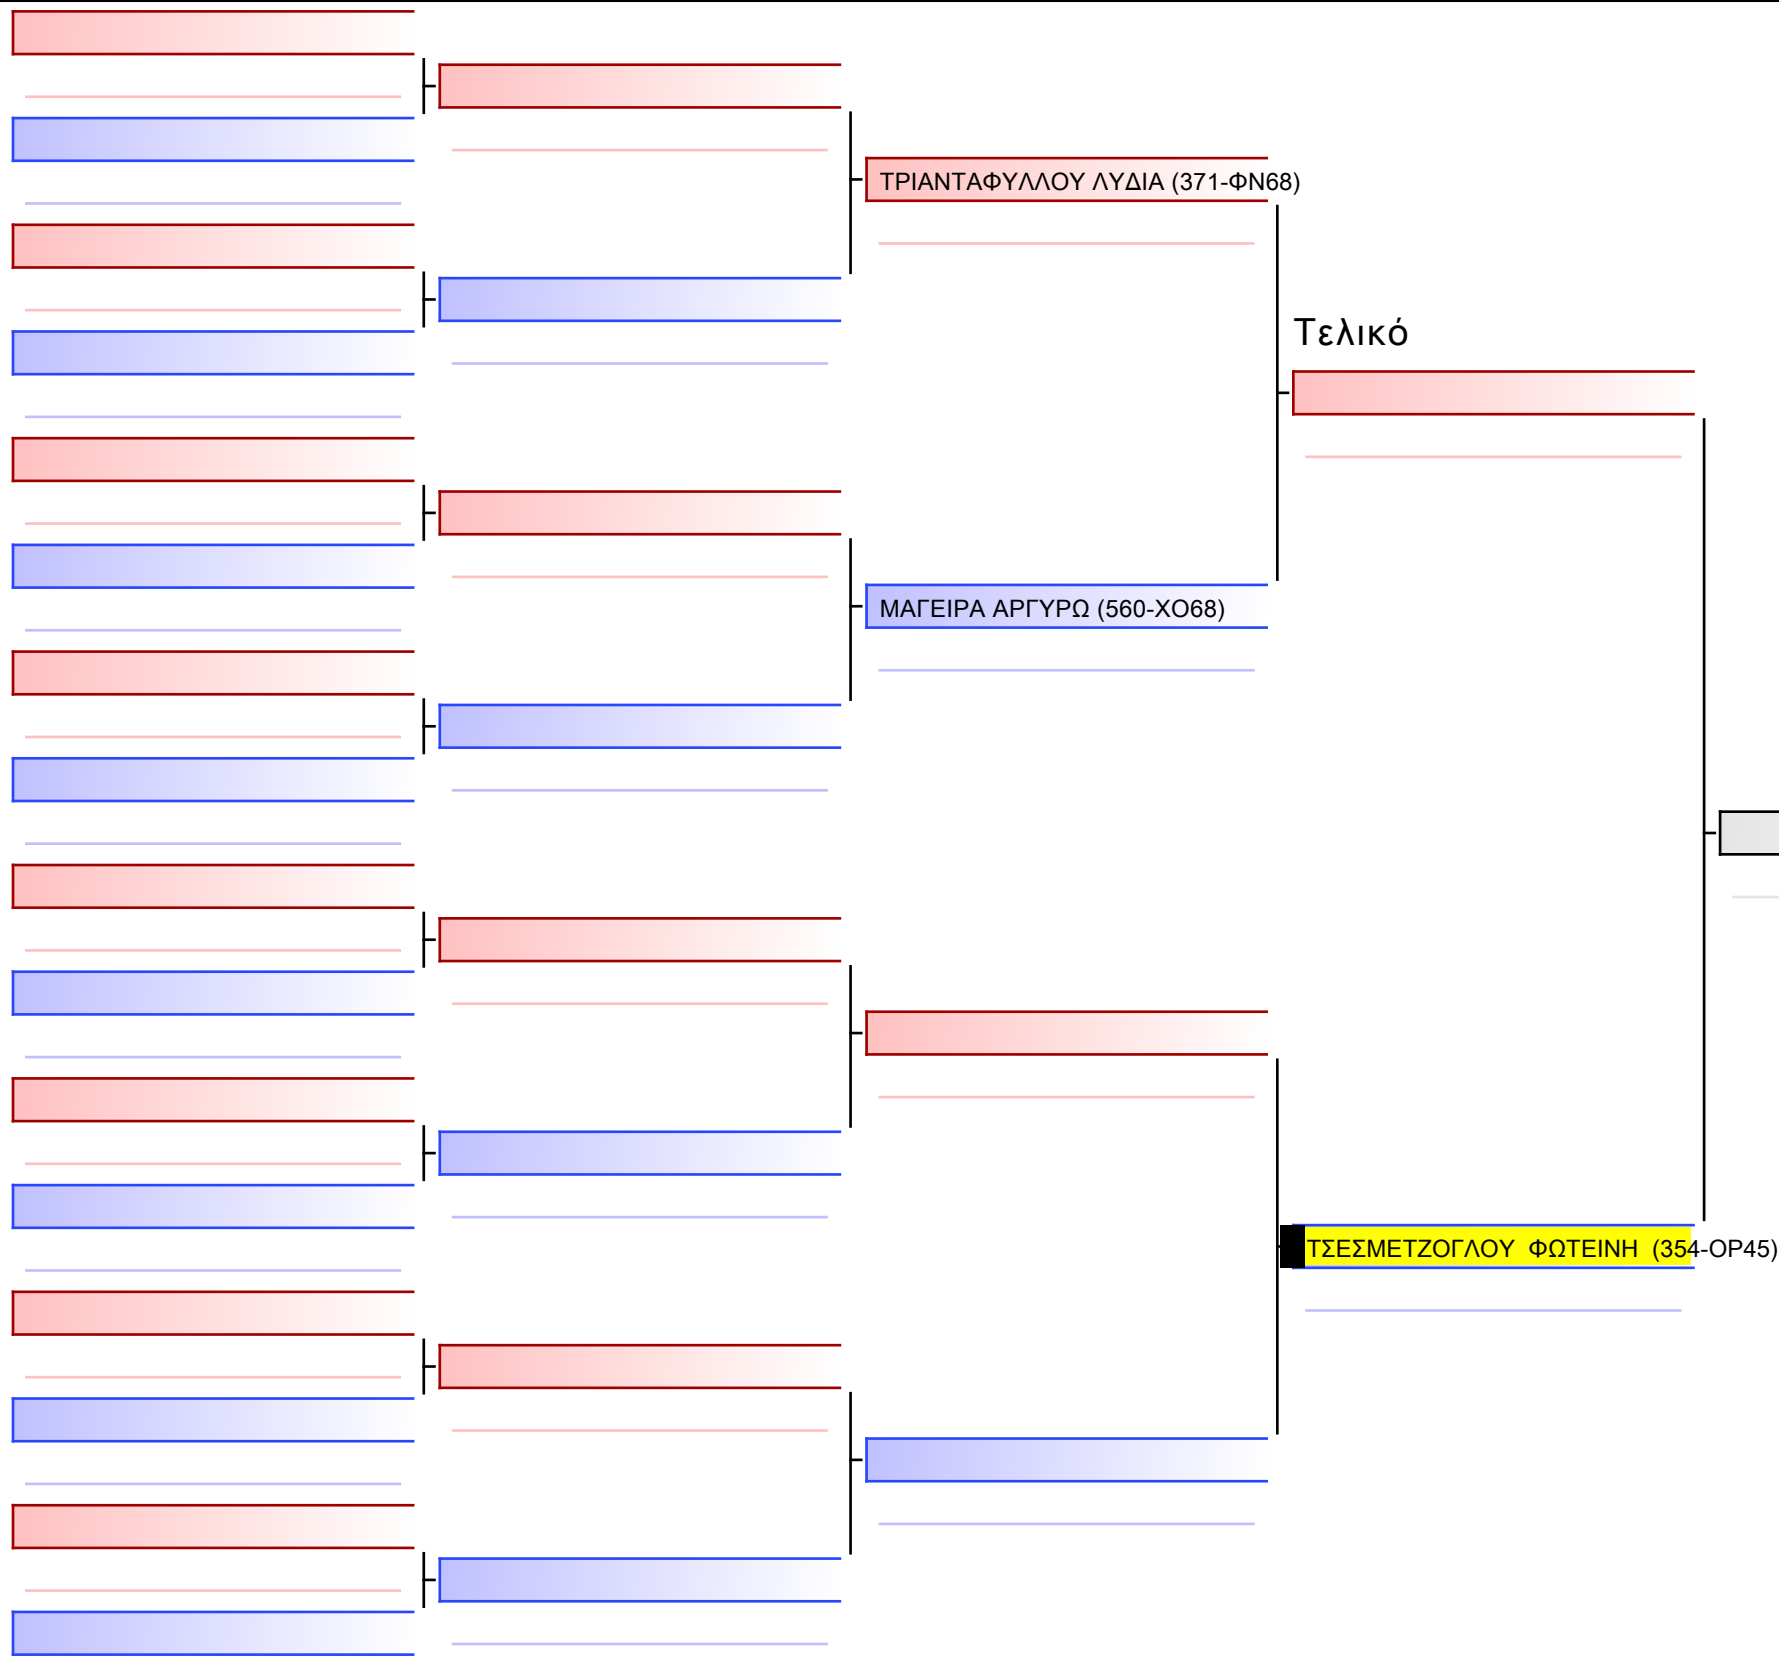 ΤΡΙΑΝΤΑΦΥΛΛΟΥ ΛΥΔΙΑ (371-ΦΝ68)
Τελικό
ΜΑΓΕΙΡΑ ΑΡΓΥΡΩ (560-ΧΟ68)
ΤΣΕΣΜΕΤΖΟΓΛΟΥ ΦΩΤΕΙΝΗ (354-ΟΡ45)